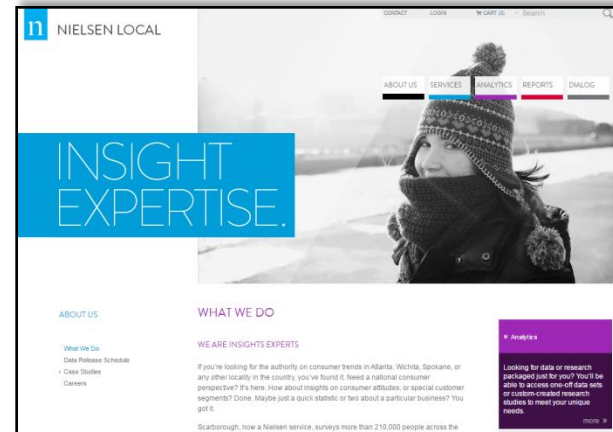 n NIELSEN LOCAL
CONTACT LOGIN CART (0) Search
ABOUT US SERVICES ANALYTICS REPORTS DIALOG
INSIGHT
EXPERTISE.
ABOUT US
What We Do
Data Release Schedule
› Case Studies
Careers
WHAT WE DO
WE ARE INSIGHTS EXPERTS
If you're looking for the authority on consumer trends in Atlanta, Wichita, Spokane, or
any other locality in the country, you've found it. Need a national consumer
perspective? It's here. How about insights on consumer attitudes, or special customer
segments? Done. Maybe just a quick statistic or two about a particular business? You
got it.
Scarborough, now a Nielsen service, surveys more than 210,000 people across the
Analytics
Looking for data or research
packaged just for you? You'll be
able to access one-off data sets
or custom-created research
studies to meet your unique
needs.
more »